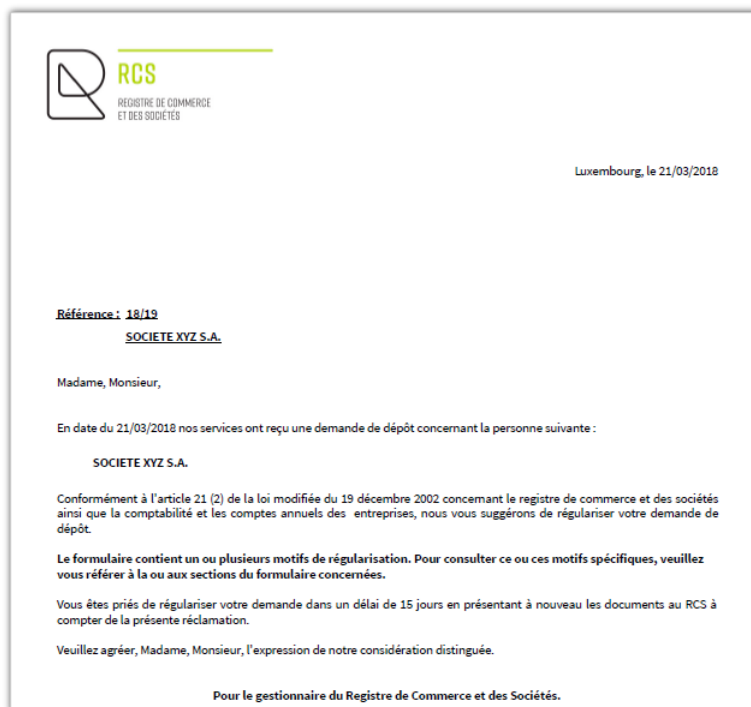 RCS
REGISTRE DE COMMERCE
ET DES SOCIÉTÉS
Luxembourg, le 21/03/2018
Référence : 18/19
SOCIETE XYZ S.A.
Madame, Monsieur,
En date du 21/03/2018 nos services ont reçu une demande de dépôt concernant la personne suivante :
SOCIETE XYZ S.A.
Conformément à l'article 21 (2) de la loi modifiée du 19 décembre 2002 concernant le registre de commerce et des sociétés
ainsi que la comptabilité et les comptes annuels des entreprises, nous vous suggérons de régulariser votre demande de
dépôt.
Le formulaire contient un ou plusieurs motifs de régularisation. Pour consulter ce ou ces motifs spécifiques, veuillez
vous référer à la ou aux sections du formulaire concernées.
Vous êtes priés de régulariser votre demande dans un délai de 15 jours en présentant à nouveau les documents au RCS à
compter de la présente réclamation.
Veuillez agréer, Madame, Monsieur, l'expression de notre considération distinguée.
Pour le gestionnaire du Registre de Commerce et des Sociétés.